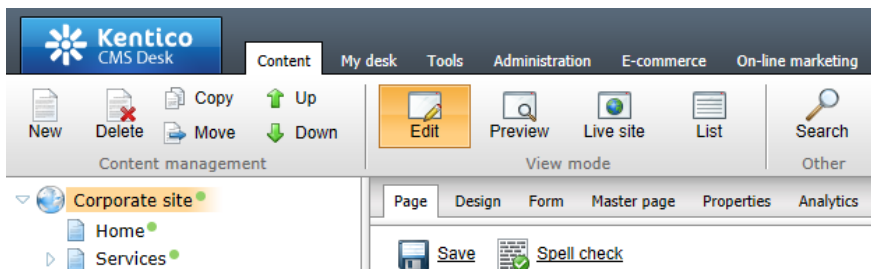 Kentico
CMS Desk
Content My desk Tools Administration E-commerce On-line marketing
Copy Up
New Delete Move Down Edit Preview Live site List Search
Content management View mode Other
Corporate site Page Design Form Master page Properties Analytics
Home
Services Save Spell check